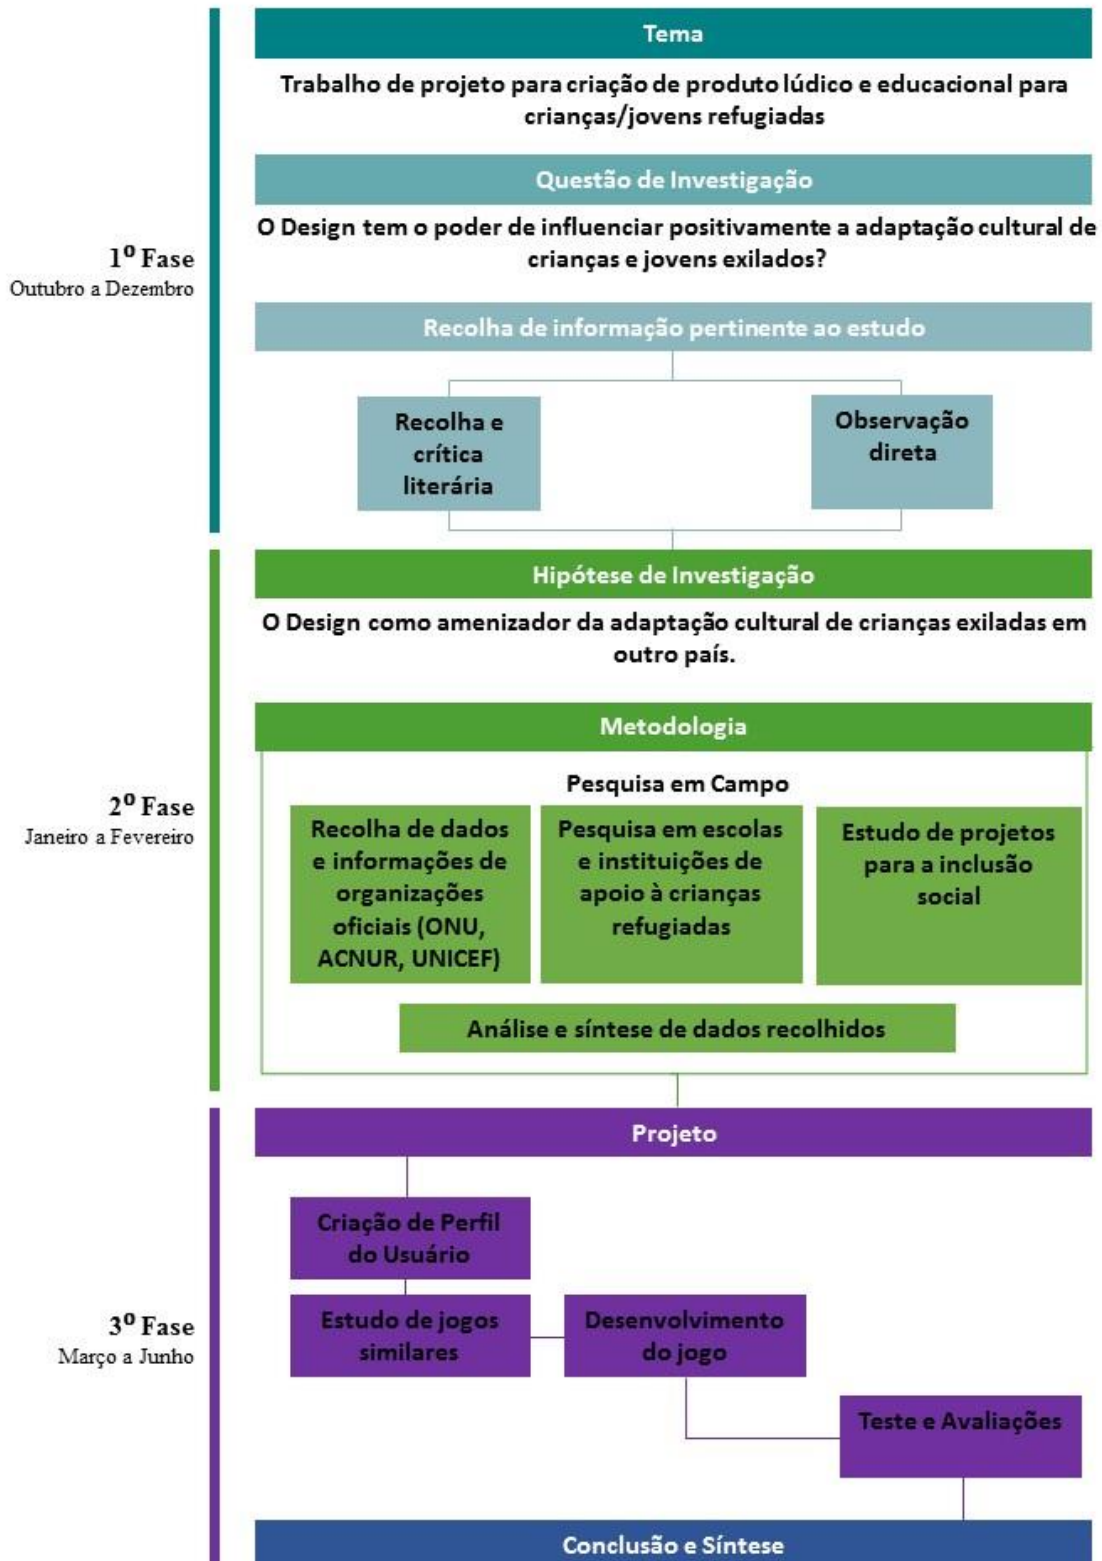 Tema
Trabalho de projeto para criação de produto lúdico e educacional para
crianças/jovens refugiadas
Questão de Investigação
O Design tem o poder de influenciar positivamente a adaptação cultural de
crianças e jovens exilados?
1º Fase
Outubro a Dezembro
Recolha de informação pertinente ao estudo
Recolha e
crítica
literária
Observação
direta
Hipótese de Investigação
O Design como amenizador da adaptação cultural de crianças exiladas em
outro país.
Metodologia
2º Fase
Janeiro a Fevereiro
Pesquisa em Campo
Recolha de dados
e informações de
organizações
oficiais (ONU,
ACNUR, UNICEF)
Pesquisa em escolas
e instituições de
apoio à crianças
refugiadas
Estudo de projetos
para a inclusão
social
Análise e síntese de dados recolhidos
Projeto
3º Fase
Março a Junho
Criação de Perfil
do Usuário
Estudo de jogos
similares
Desenvolvimento
do jogo
Teste e Avaliações
Conclusão e Síntese